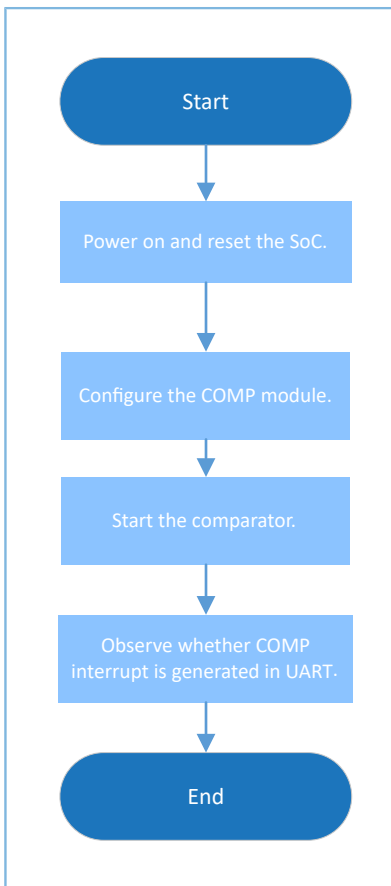 Start
Power on and reset the SoC.
Configure the COMP module.
Start the comparator.
Observe whether COMP
interrupt is generated in UART.
End